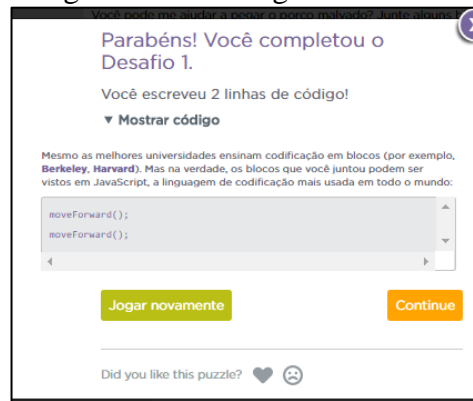 Você pode me ajudar a pegar o porco malvado? Junte alguns
Parabéns! Você completou o
Desafio 1.
Você escreveu 2 linhas de código!
▼ Mostrar código
Mesmo as melhores universidades ensinam codificação em blocos (por exemplo,
Berkeley, Harvard). Mas na verdade, os blocos que você juntou podem ser
vistos em JavaScript, a linguagem de codificação mais usada em todo o mundo:
moveForward();
moveForward();
Jogar novamente
Continue
Did you like this puzzle?